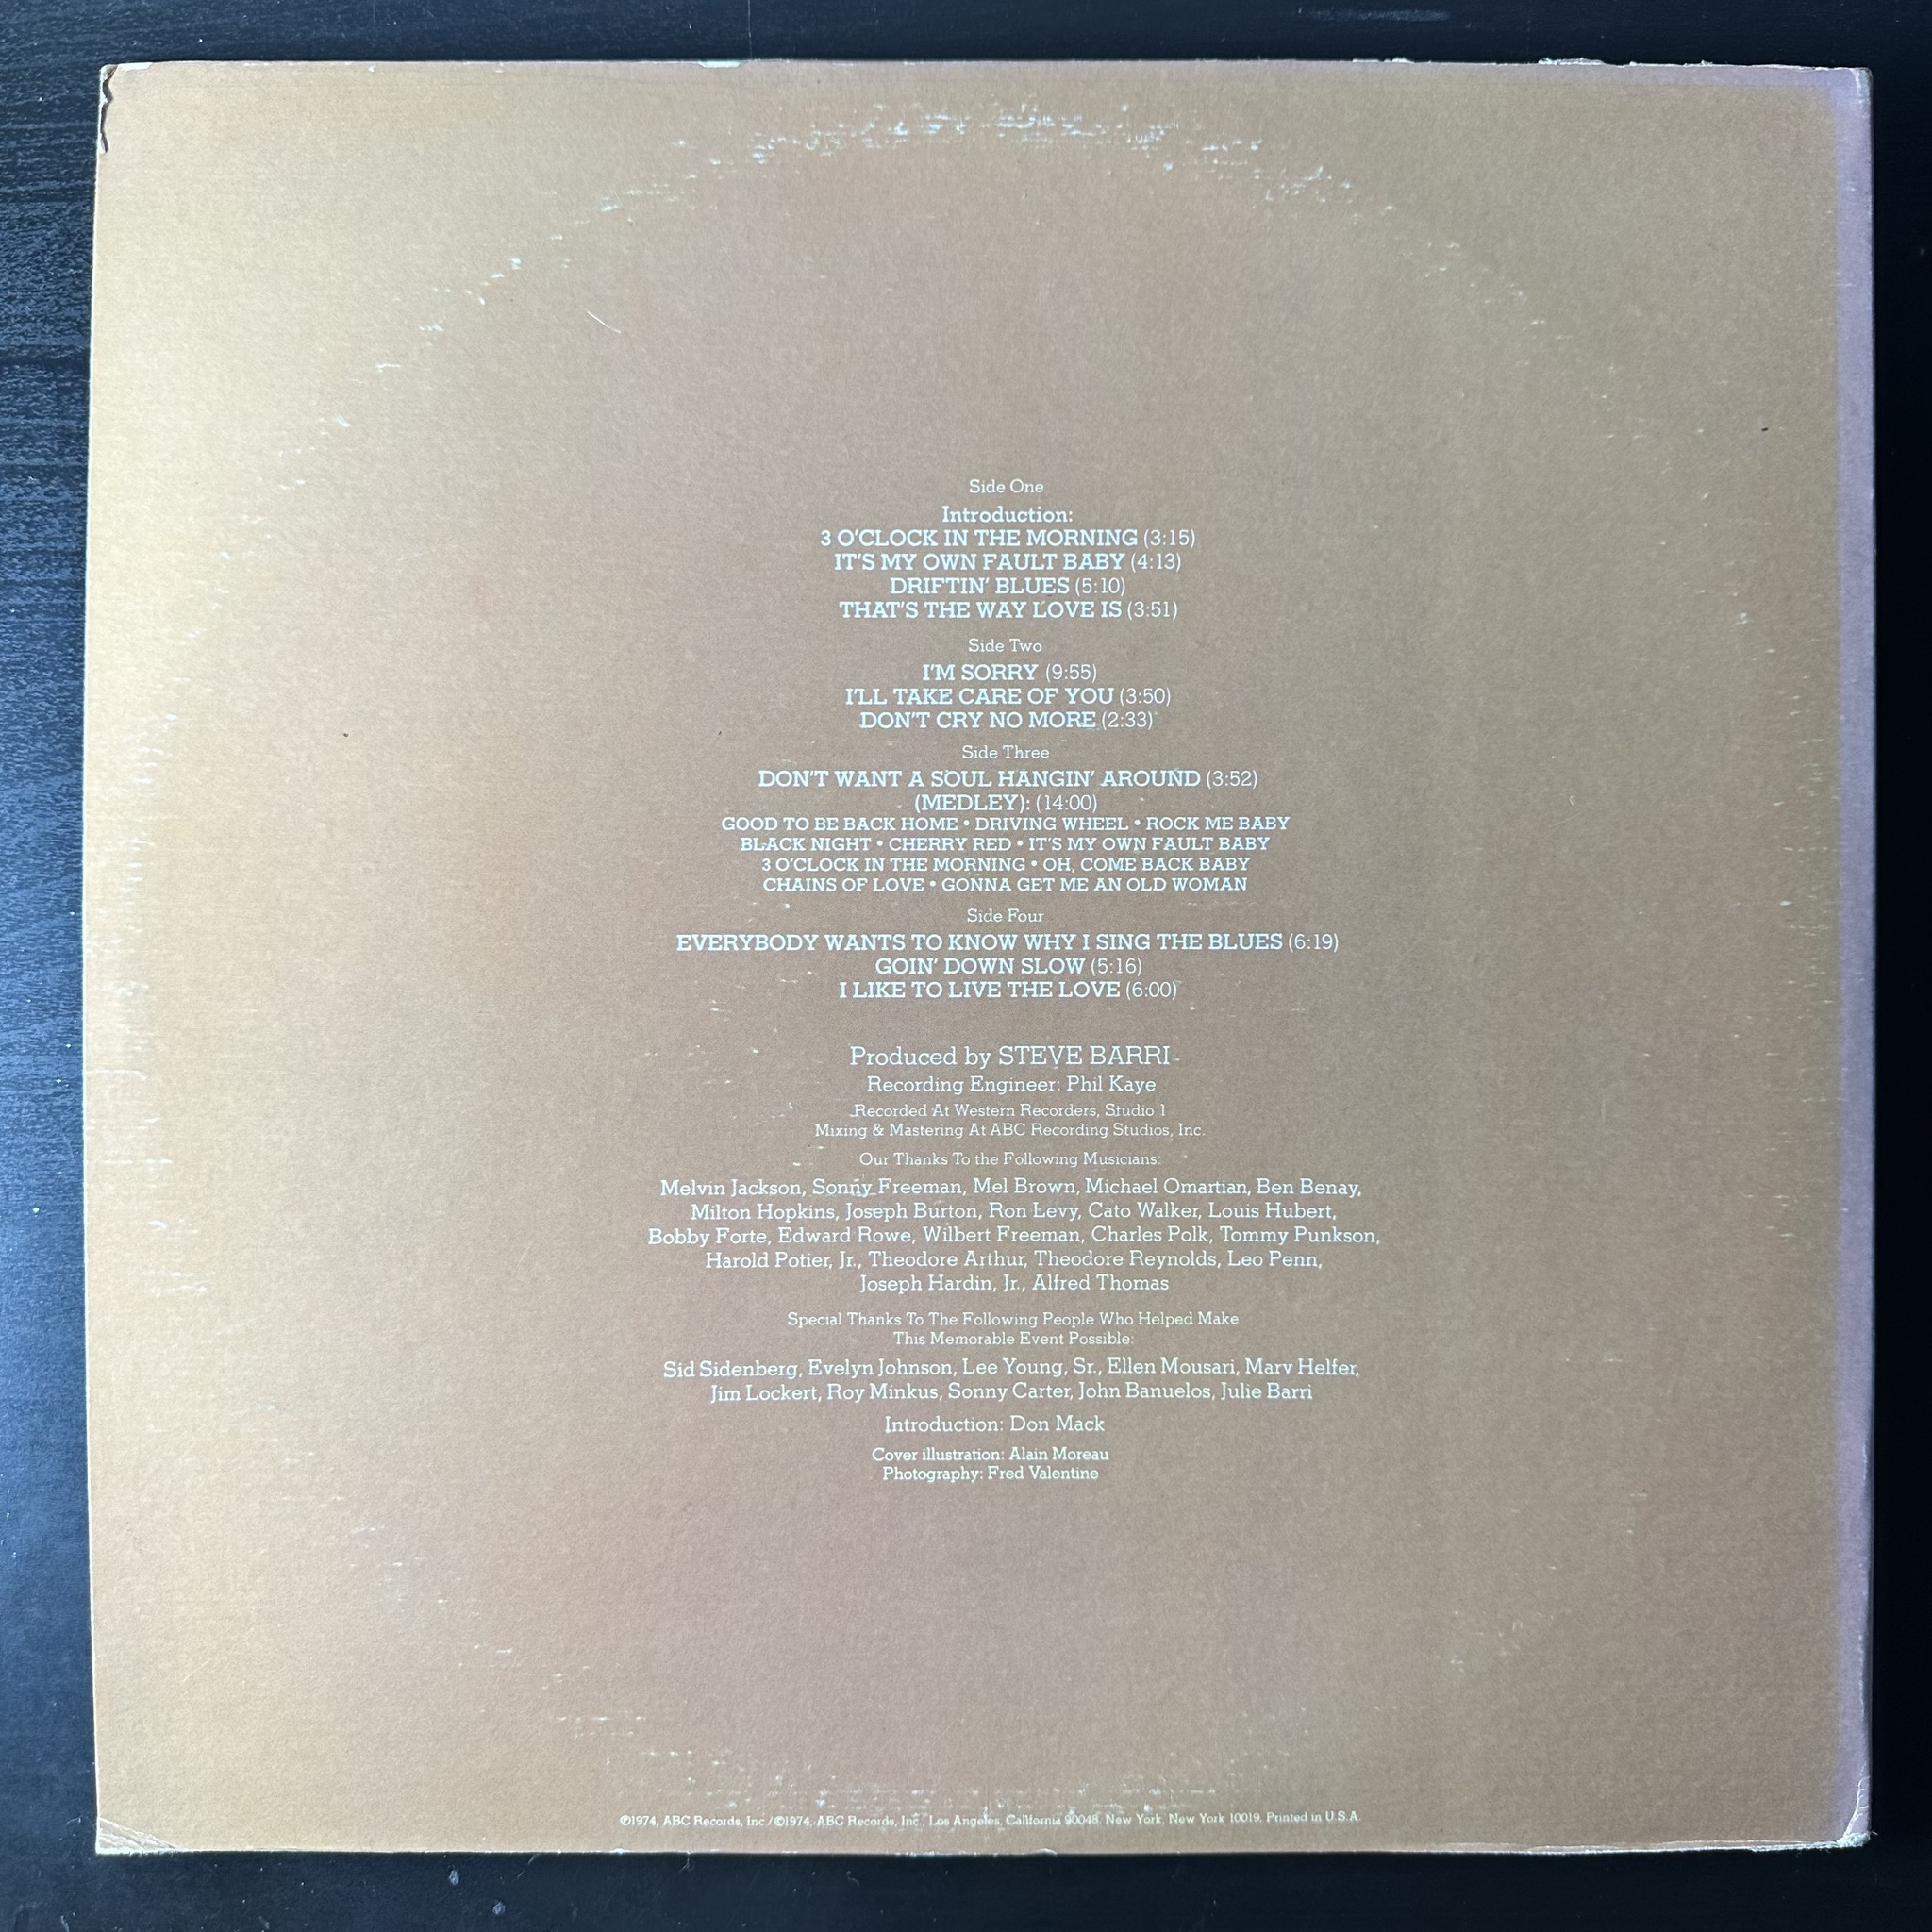 Side One
Introduction:
3 O'CLOCK IN THE MORNING (3:15)
IT'S MY OWN FAULT BABY (4:13)
DRIFTIN' BLUES (5:10)
THAT'S THE WAY LOVE IS (3:51)
Side Two
I'M SORRY (9:55)
I'LL TAKE CARE OF YOU (3:50)
DON'T CRY NO MORE (2:33)
Side Three
DON'T WANT A SOUL HANGIN' AROUND (3:52)
(MEDLEY): (14:00)
GOOD TO BE BACK HOME • DRIVING WHEEL • ROCK ME BABY
BLACK NIGHT • CHERRY RED • IT'S MY OWN FAULT BABY
3 O'CLOCK IN THE MORNING • OH, COME BACK BABY
CHAINS OF LOVE • GONNA GET ME AN OLD WOMAN
Side Four
EVERYBODY WANTS TO KNOW WHY I SING THE BLUES (6:19)
GOIN' DOWN SLOW (5:16)
I LIKE TO LIVE THE LOVE (6:00)
Produced by STEVE BARRI
Recording Engineer: Phil Kaye
Recorded At Western Recorders, Studio 1
Mixing & Mastering At ABC Recording Studios, Inc.
Our Thanks To the Following Musicians:
Melvin Jackson, Sonny Freeman, Mel Brown, Michael Omartian, Ben Benay,
Milton Hopkins, Joseph Burton, Ron Levy, Cato Walker, Louis Hubert,
Bobby Forte, Edward Rowe, Wilbert Freeman, Charles Polk, Tommy Punkson,
Harold Potier, Jr., Theodore Arthur, Theodore Reynolds, Leo Penn,
Joseph Hardin, Jr., Alfred Thomas
Special Thanks To The Following People Who Helped Make
This Memorable Event Possible:
Sid Sidenberg, Evelyn Johnson, Lee Young, Sr., Ellen Mousari, Marv Helfer,
Jim Lockert, Roy Minkus, Sonny Carter, John Banuelos, Julie Barri
Introduction: Don Mack
Cover illustration: Alain Moreau
Photography: Fred Valentine
℗1974, ABC Records, Inc./©1974, ABC Records, Inc., Los Angeles, California 90048. New York, New York 10019. Printed in U.S.A.